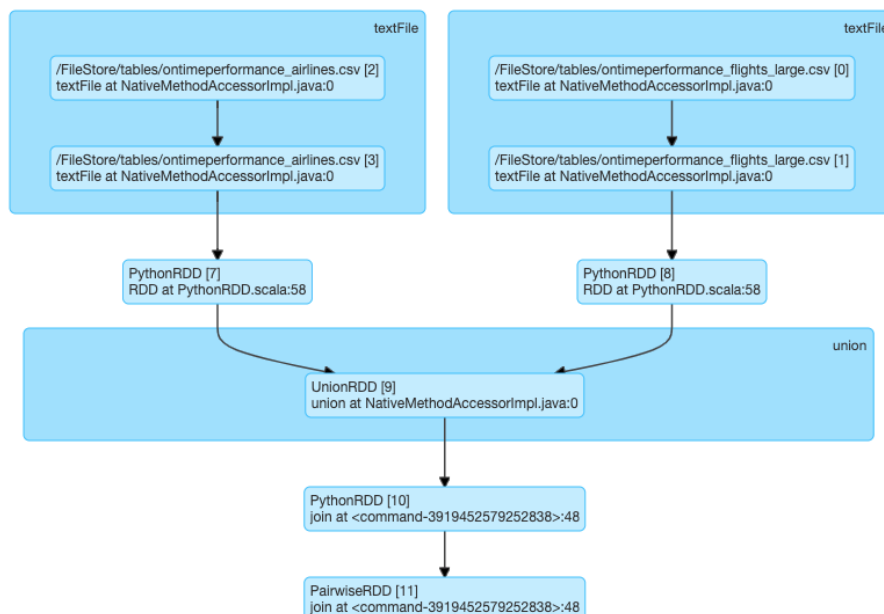 textFile
/FileStore/tables/ontimeperformance_airlines.csv [2]
textFile at NativeMethodAccessorImpl.java:0
/FileStore/tables/ontimeperformance_airlines.csv [3]
textFile at NativeMethodAccessorImpl.java:0
textFile
/FileStore/tables/ontimeperformance_flights_large.csv [0]
textFile at NativeMethodAccessorImpl.java:0
/FileStore/tables/ontimeperformance_flights_large.csv [1]
textFile at NativeMethodAccessorImpl.java:0
PythonRDD [7]
RDD at PythonRDD.scala:58
PythonRDD [8]
RDD at PythonRDD.scala:58
union
UnionRDD [9]
union at NativeMethodAccessorImpl.java:0
PythonRDD [10]
join at <command-3919452579252838>:48
PairwiseRDD [11]
join at <command-3919452579252838>:48